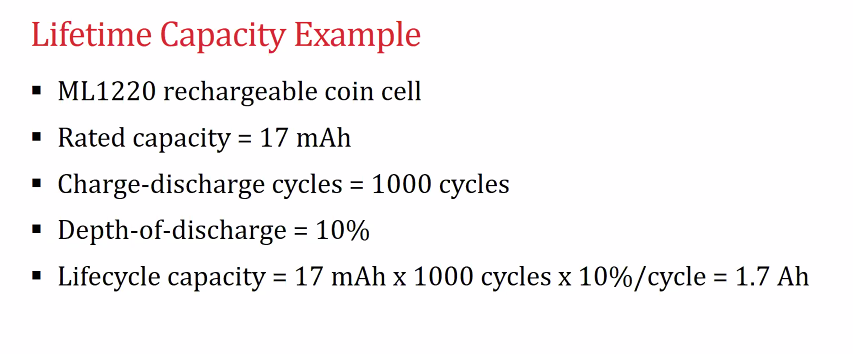 Lifetime Capacity Example
▪ ML1220 rechargeable coin cell
▪ Rated capacity = 17 mAh
▪ Charge-discharge cycles = 1000 cycles
▪ Depth-of-discharge = 10%
▪ Lifecycle capacity = 17 mAh x 1000 cycles x 10%/cycle = 1.7 Ah